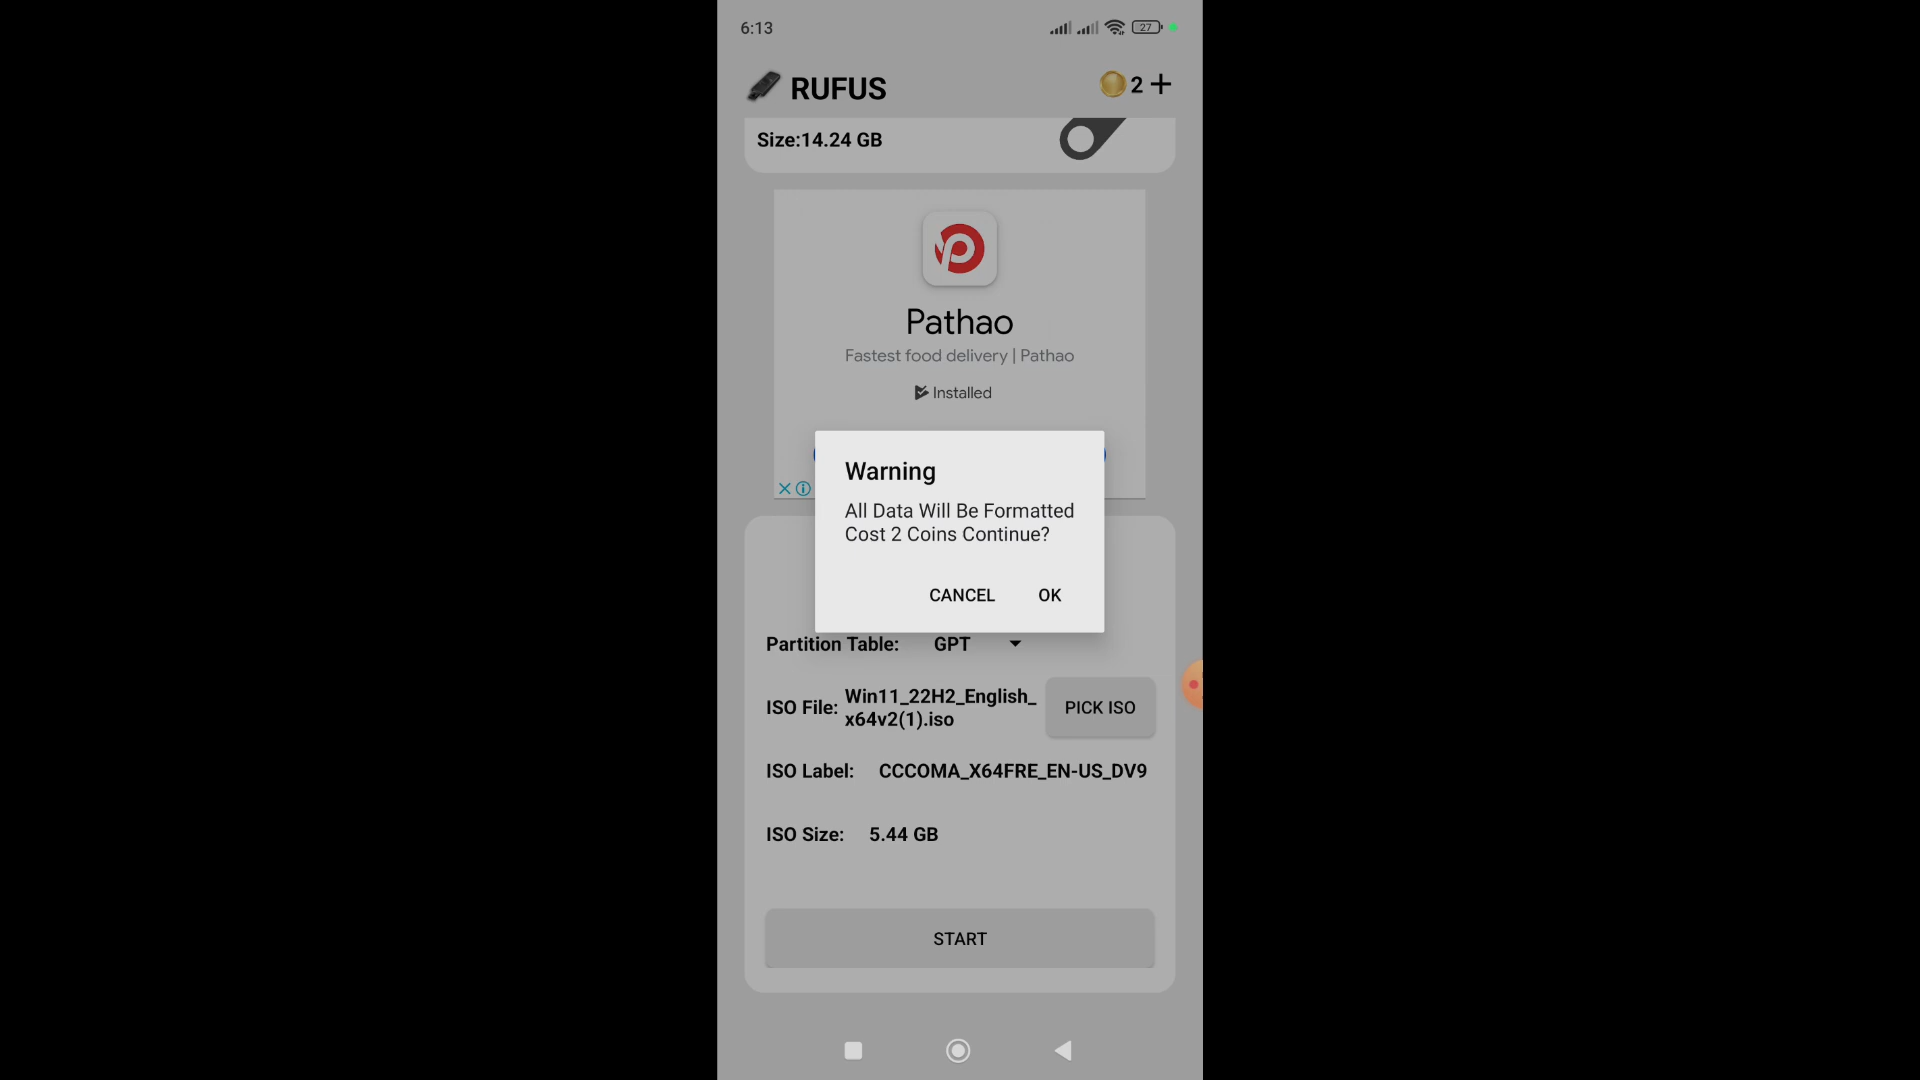 6:13
27
RUFUS
2
Size:14.24 GB
Pathao
Fastest food delivery | Pathao
Installed
Warning
All Data Will Be Formatted
Cost 2 Coins Continue?
CANCEL OK
Partition Table: GPT
ISO File: Win11_22H2_English_
x64v2(1).iso
PICK ISO
ISO Label: CCCOMA_X64FRE_EN-US_DV9
ISO Size: 5.44 GB
START